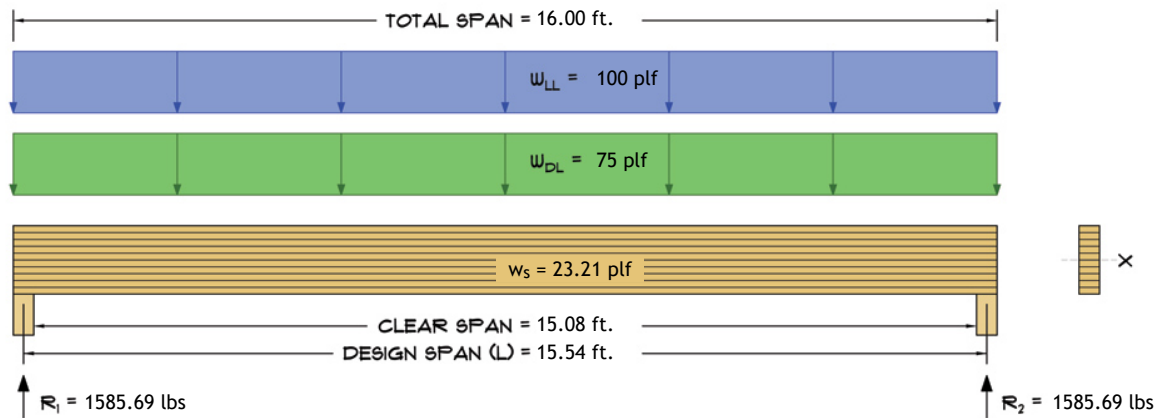 TOTAL SPAN = 16.00 ft.
WLL = 100 plf
WDL = 75 plf
ws = 23.21 plf
X
CLEAR SPAN = 15.08 ft.
DESIGN SPAN (L) = 15.54 ft.
R1 = 1585.69 lbs
R2 = 1585.69 lbs